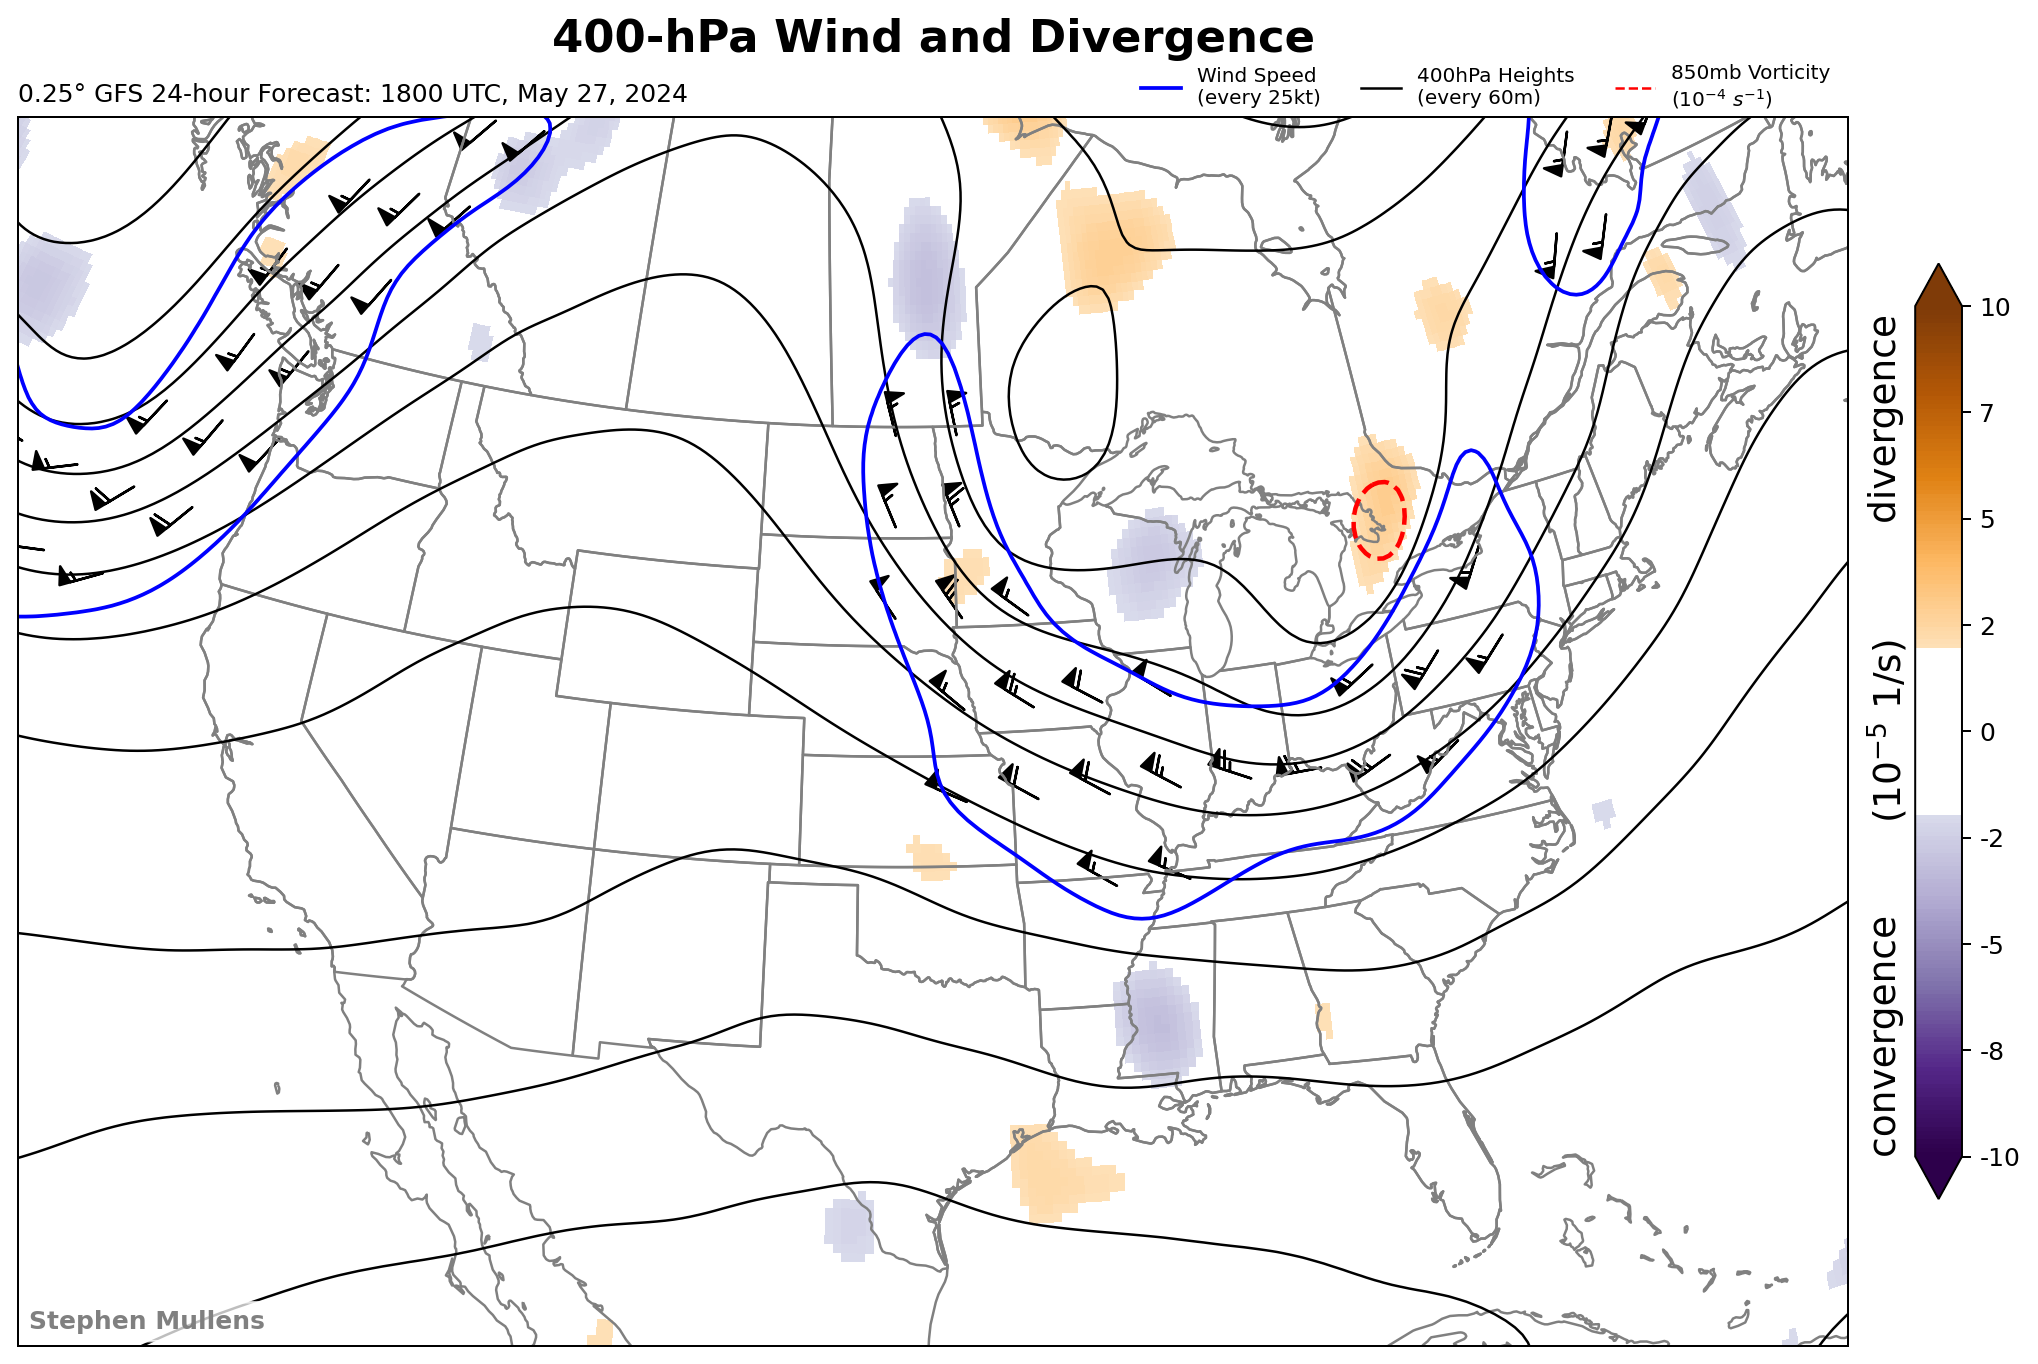 400-hPa Wind and Divergence
0.25° GFS 24-hour Forecast: 1800 UTC, May 27, 2024
Wind Speed
(every 25kt)
400hPa Heights
(every 60m)
850mb Vorticity
(10⁻⁴ s⁻¹)
10
7
5
2
0
-2
-5
-8
-10
convergence (10⁻⁵ 1/s) divergence
Stephen Mullens